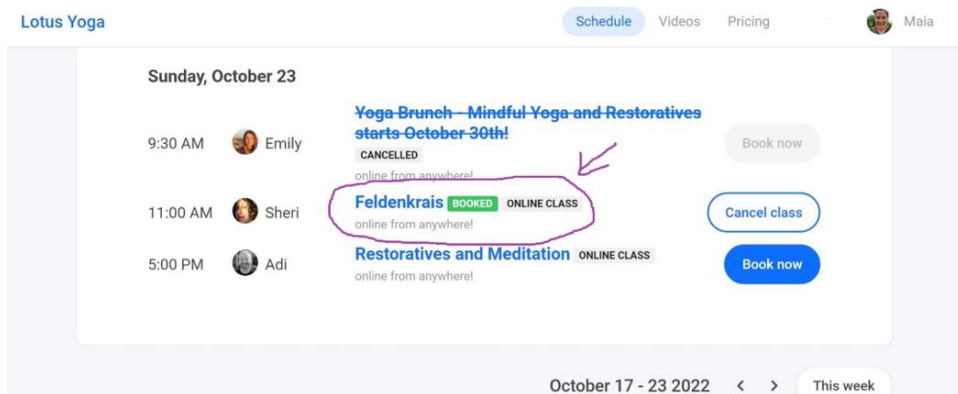 Lotus Yoga Schedule Videos Pricing Maia
Sunday, October 23
Yoga Brunch - Mindful Yoga and Restoratives
9:30 AM Emily starts October 30th! Book now
CANCELLED
online from anywhere!
11:00 AM Sheri Feldenkrais BOOKED ONLINE CLASS Cancel class
online from anywhere!
5:00 PM Adi Restoratives and Meditation ONLINE CLASS Book now
online from anywhere!
October 17 - 23 2022 < > This week